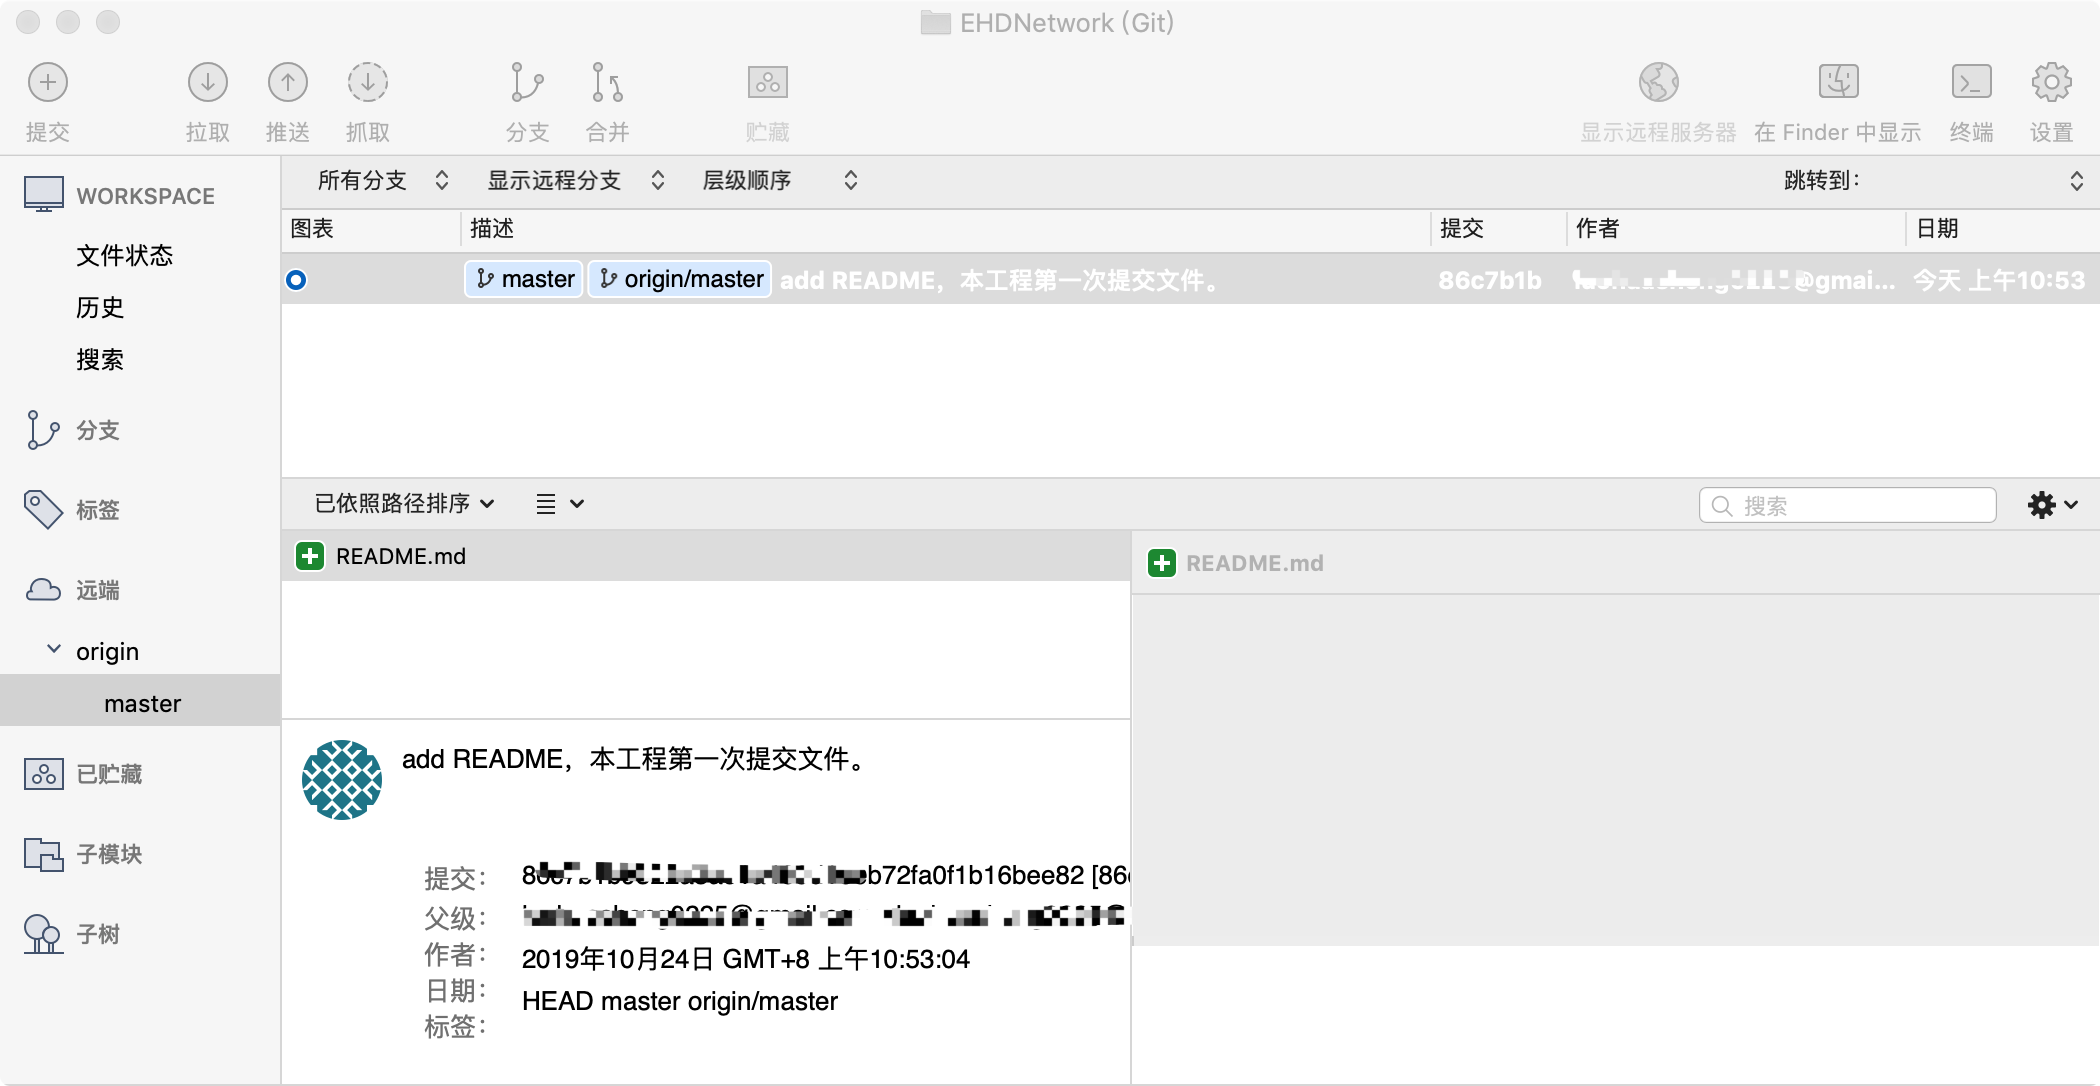 EHDNetwork (Git)
提交 拉取 推送 抓取 分支 合并 贮藏 显示远程服务器 在 Finder 中显示 终端 设置
WORKSPACE
文件状态
历史
搜索
分支
标签
远端
origin
master
已贮藏
子模块
子树
所有分支 显示远程分支 层级顺序 跳转到：
图表 描述 提交 作者 日期
master origin/master add README，本工程第一次提交文件。 86c7b1b @gmai... 今天 上午10:53
已依照路径排序 搜索
README.md
README.md
add README，本工程第一次提交文件。
提交： b72fa0f1b16bee82
父级：
作者： 2019年10月24日 GMT+8 上午10:53:04
日期： HEAD master origin/master
标签：